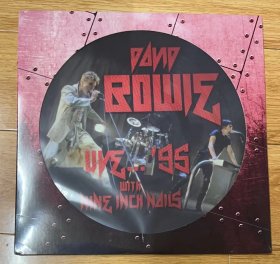 DAVID
BOWIE
LIVE... '95
WITH
NINE INCH NAILS